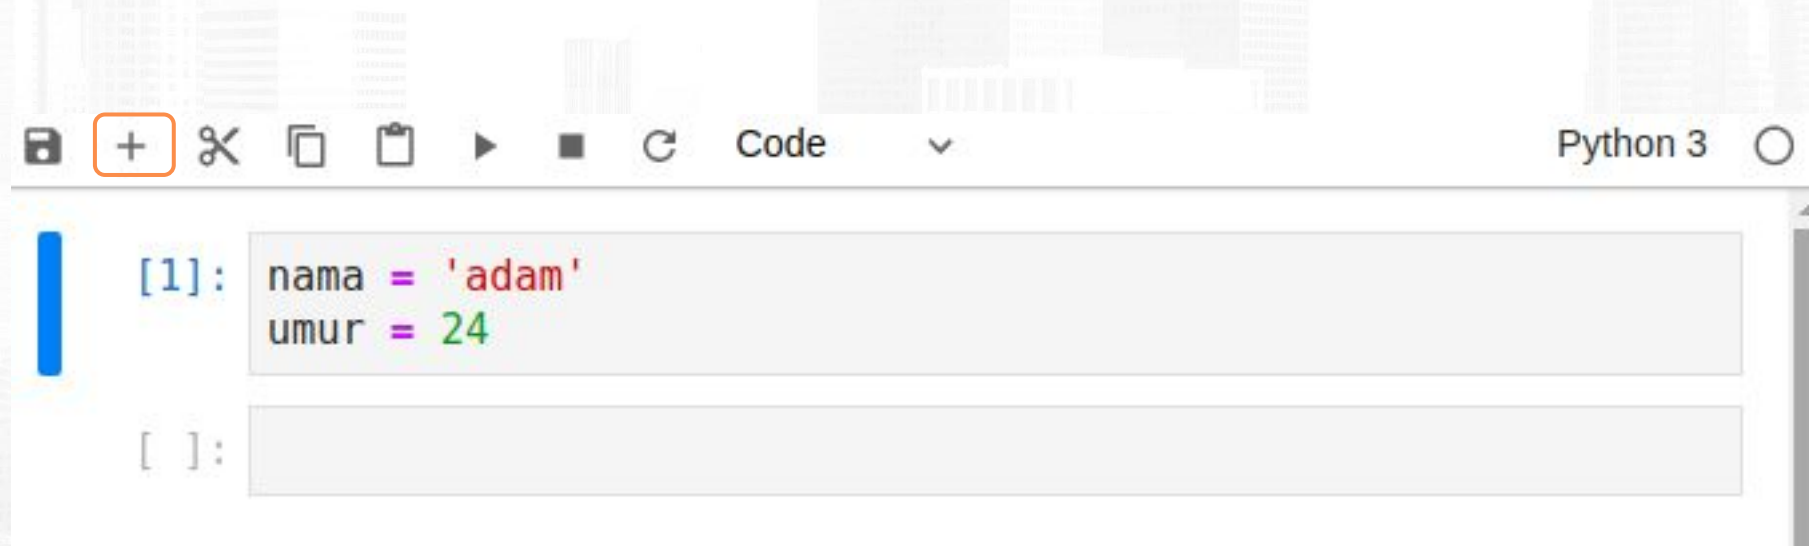 Code Python 3
[1]: nama = 'adam'
umur = 24
[ ]: